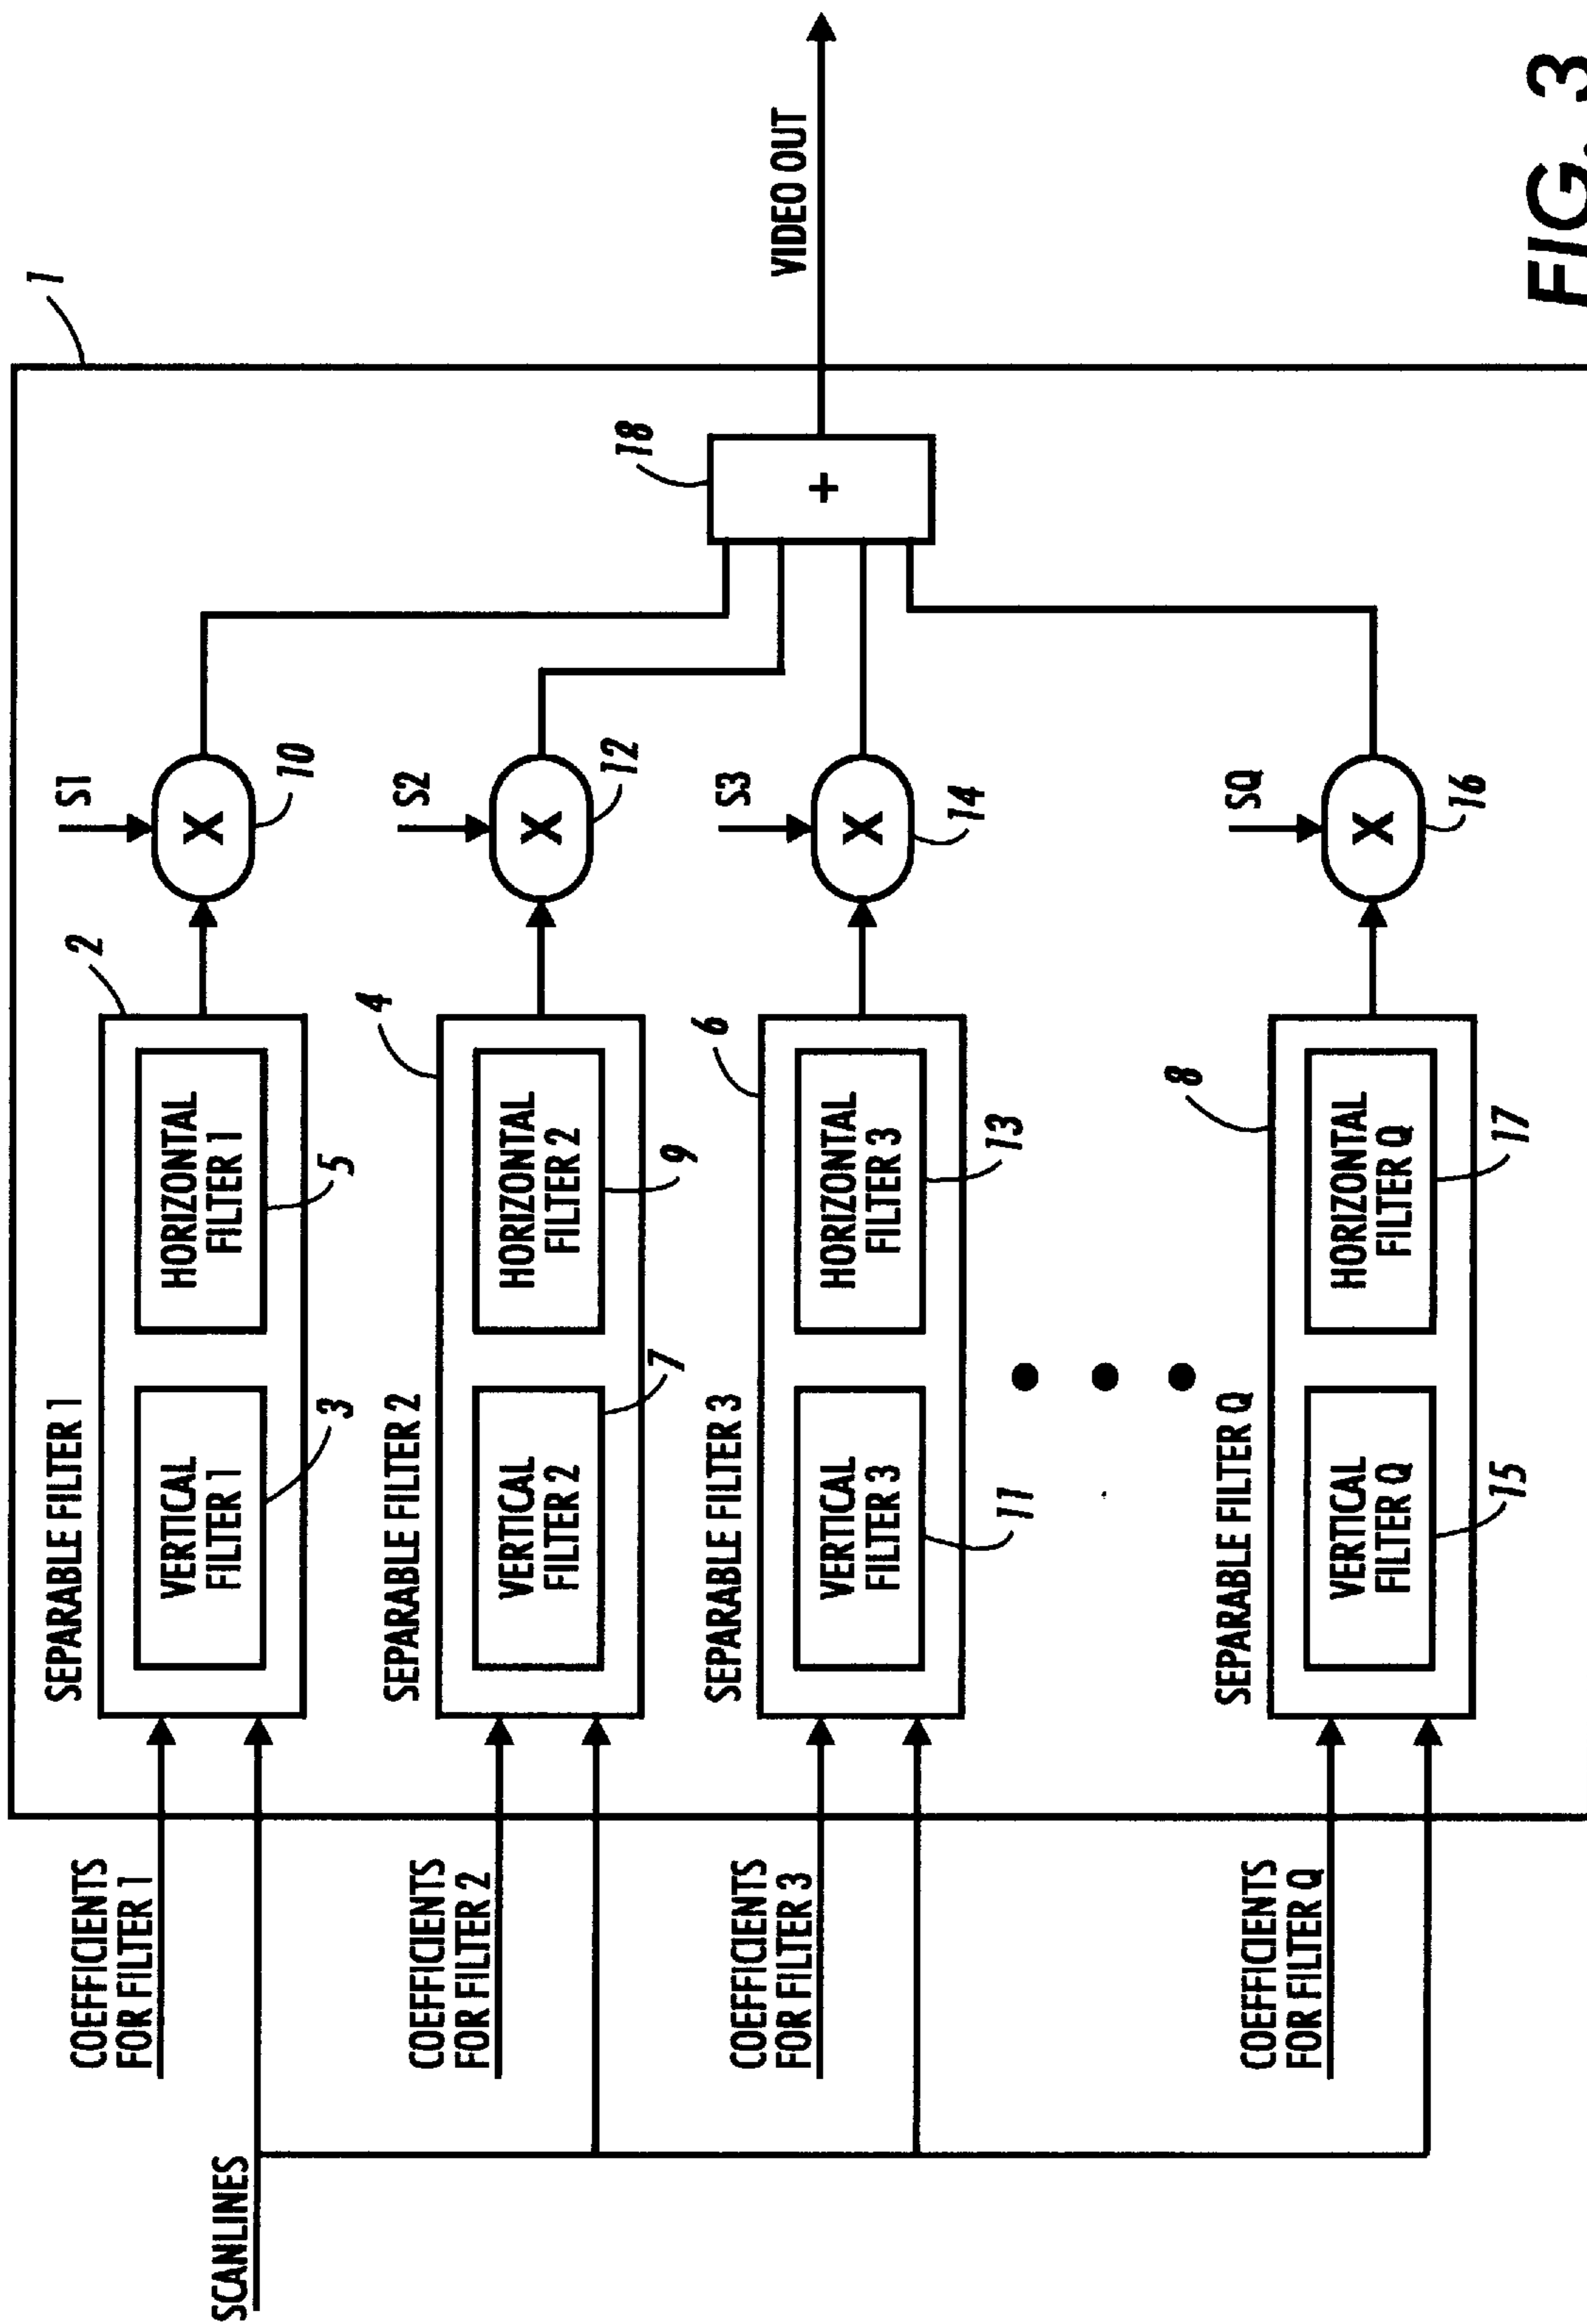 1
SEPARABLE FILTER 1
2
COEFFICIENTS
FOR FILTER 1
VERTICAL
FILTER 1
3
HORIZONTAL
FILTER 1
5
S1
X
10
SCANLINES
SEPARABLE FILTER 2
4
COEFFICIENTS
FOR FILTER 2
VERTICAL
FILTER 2
7
HORIZONTAL
FILTER 2
9
S2
X
12
SEPARABLE FILTER 3
6
COEFFICIENTS
FOR FILTER 3
VERTICAL
FILTER 3
11
HORIZONTAL
FILTER 3
13
S3
X
14
18
+
VIDEO OUT
SEPARABLE FILTER Q
8
COEFFICIENTS
FOR FILTER Q
VERTICAL
FILTER Q
15
HORIZONTAL
FILTER Q
17
SQ
X
16
FIG. 3